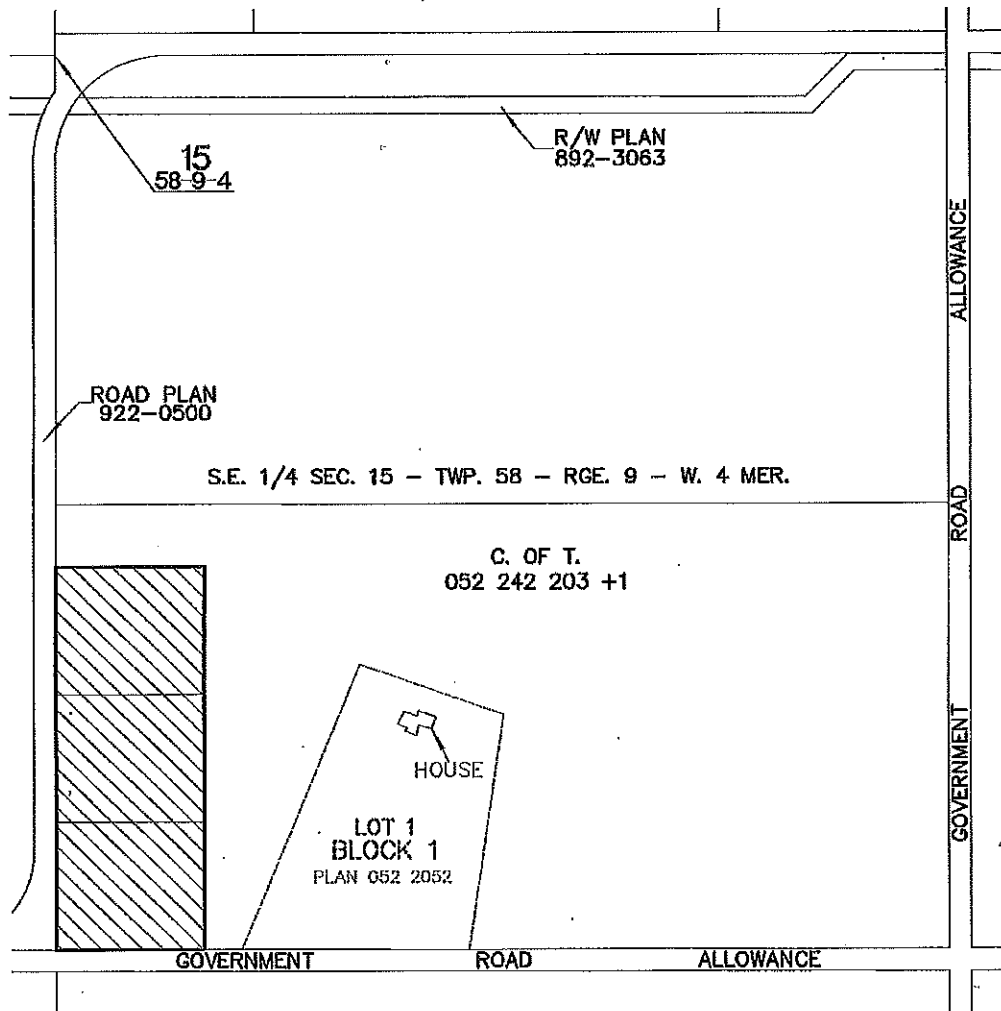 R/W PLAN
892-3063
15
58-9-4
ALLOWANCE
ROAD PLAN
922-0500
S.E. 1/4 SEC. 15 - TWP. 58 - RGE. 9 - W. 4 MER.
ROAD
C. OF T.
052 242 203 +1
GOVERNMENT
HOUSE
LOT 1
BLOCK 1
PLAN 052 2052
GOVERNMENT ROAD ALLOWANCE